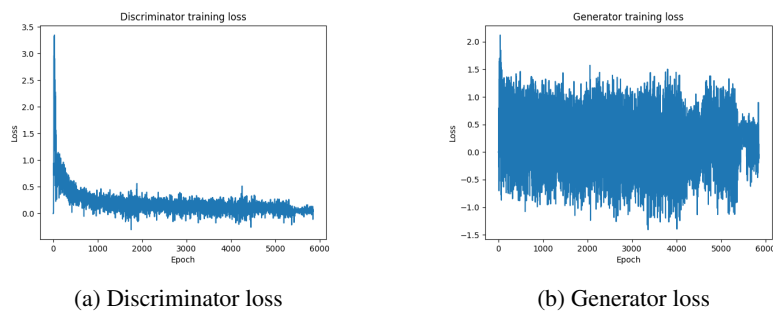 Discriminator training loss
3.5
3.0
2.5
2.0
1.5
1.0
0.5
0.0
Loss
0 1000 2000 3000 4000 5000 6000
Epoch
(a) Discriminator loss
Generator training loss
2.0
1.5
1.0
0.5
0.0
−0.5
−1.0
−1.5
Loss
0 1000 2000 3000 4000 5000 6000
Epoch
(b) Generator loss